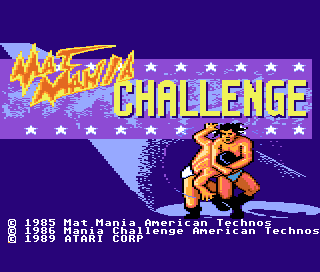 MAT
MANIA
CHALLENGE
© 1985 Mat Mania American Technos
© 1986 Mania Challenge American Technos
© 1989 ATARI CORP